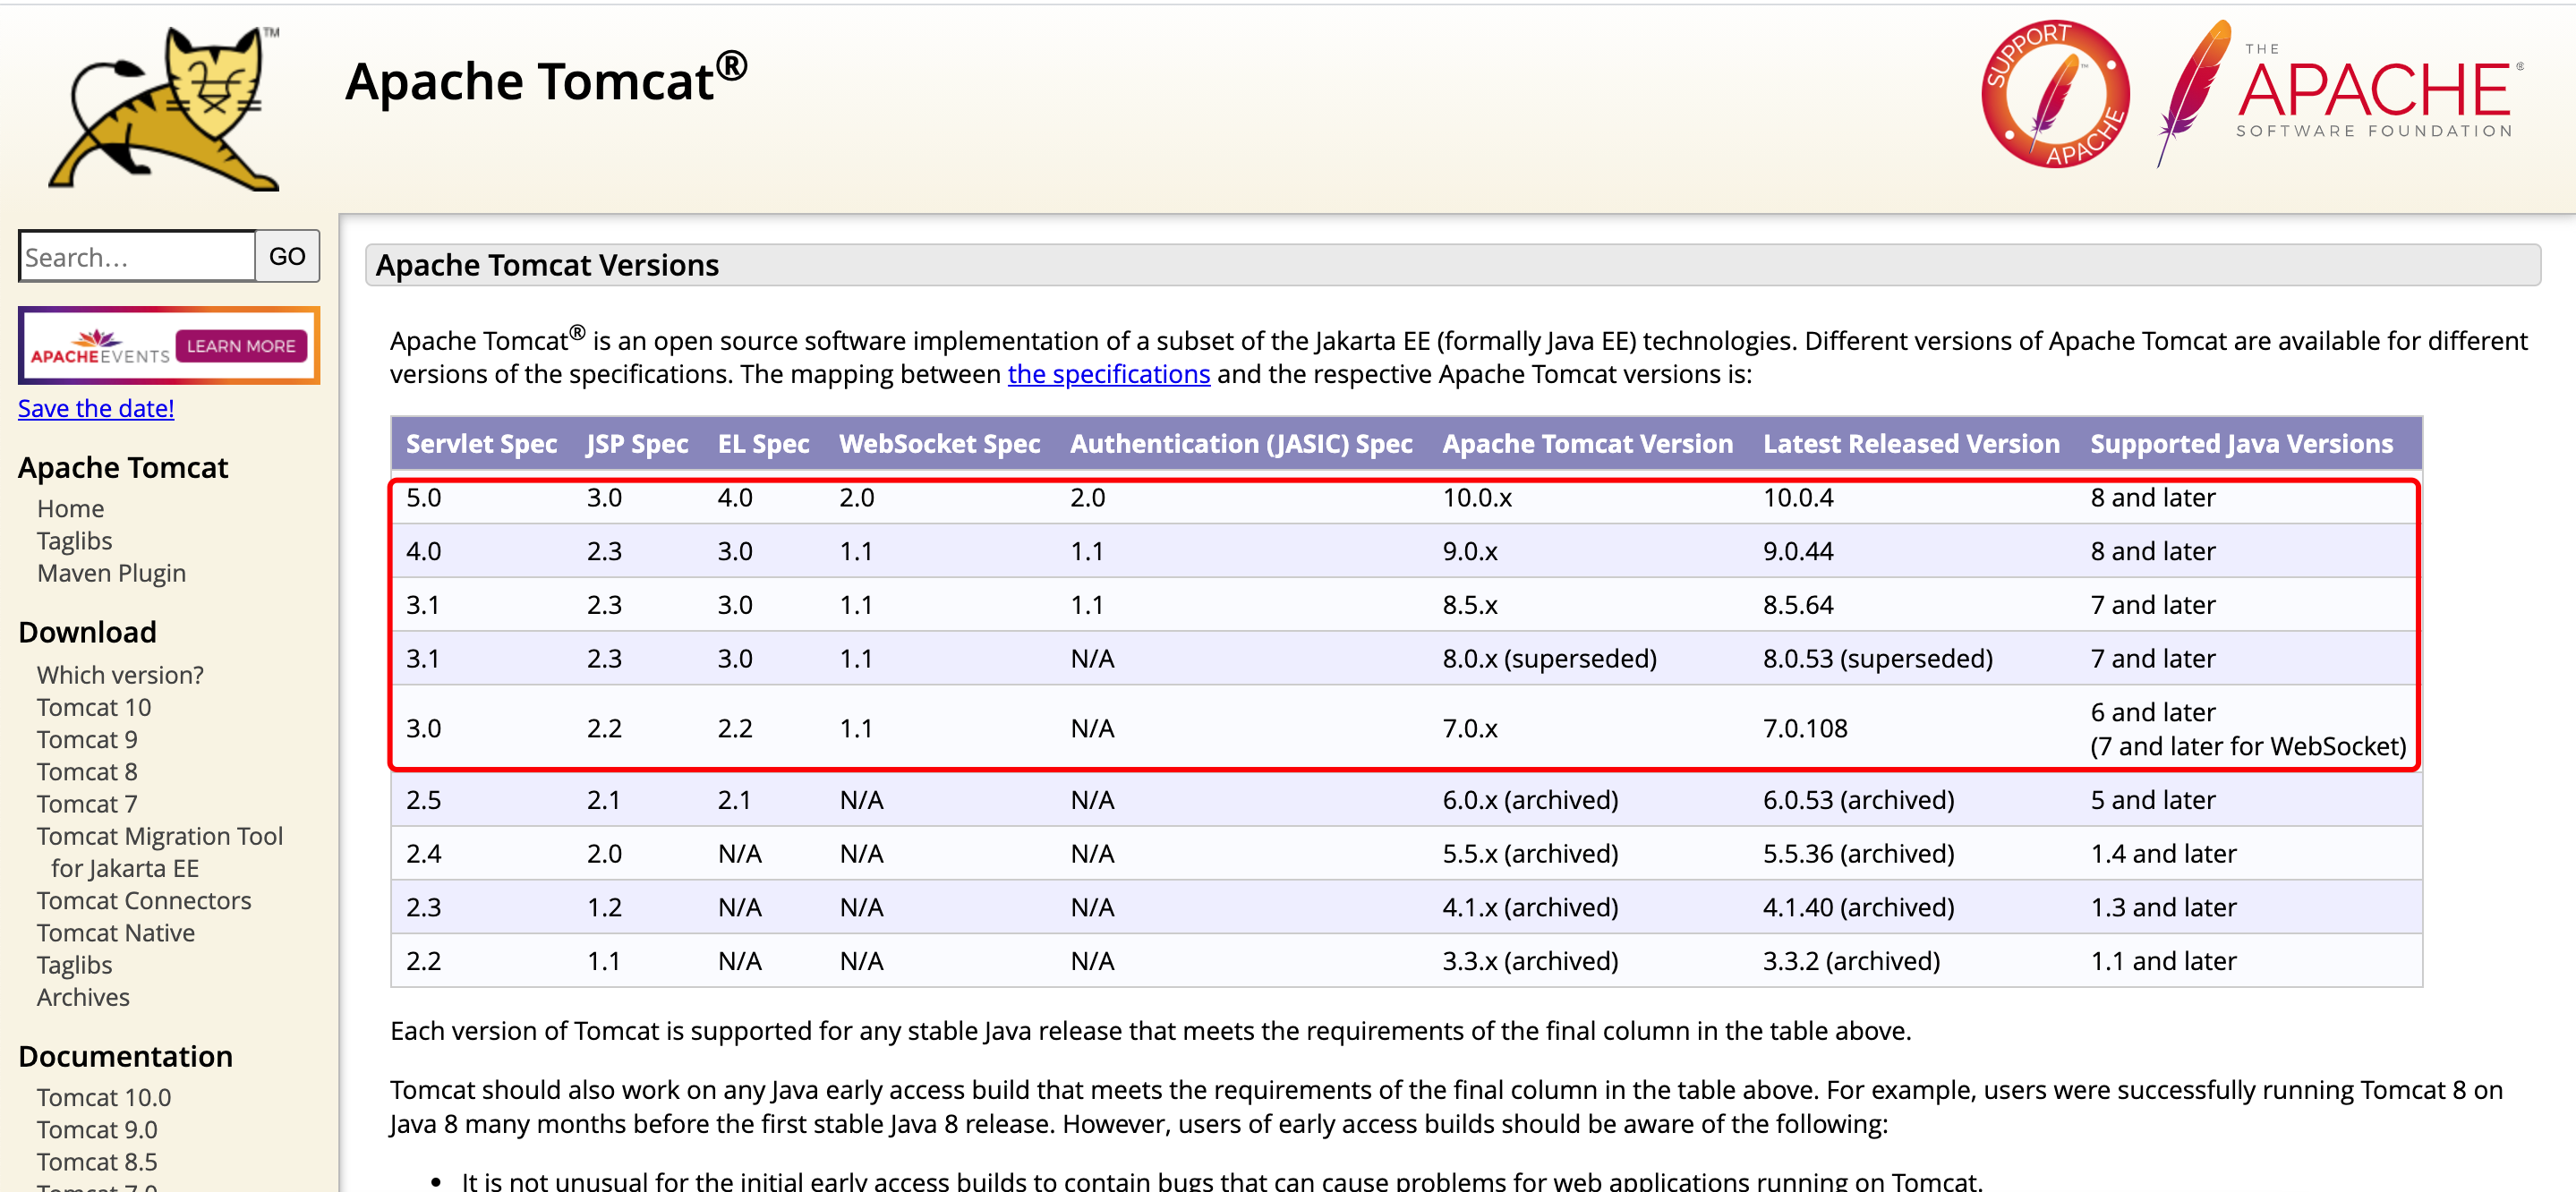 TM
Apache Tomcat®
SUPPORT APACHE
™
THE
APACHE®
SOFTWARE FOUNDATION
Search…
GO
APACHEEVENTS LEARN MORE
Save the date!
Apache Tomcat
Home
Taglibs
Maven Plugin
Download
Which version?
Tomcat 10
Tomcat 9
Tomcat 8
Tomcat 7
Tomcat Migration Tool
for Jakarta EE
Tomcat Connectors
Tomcat Native
Taglibs
Archives
Documentation
Tomcat 10.0
Tomcat 9.0
Tomcat 8.5
Tomcat 7.0
Apache Tomcat Versions
Apache Tomcat® is an open source software implementation of a subset of the Jakarta EE (formally Java EE) technologies. Different versions of Apache Tomcat are available for different
versions of the specifications. The mapping between the specifications and the respective Apache Tomcat versions is:
Servlet Spec JSP Spec EL Spec WebSocket Spec Authentication (JASIC) Spec Apache Tomcat Version Latest Released Version Supported Java Versions
5.0 3.0 4.0 2.0 2.0 10.0.x 10.0.4 8 and later
4.0 2.3 3.0 1.1 1.1 9.0.x 9.0.44 8 and later
3.1 2.3 3.0 1.1 1.1 8.5.x 8.5.64 7 and later
3.1 2.3 3.0 1.1 N/A 8.0.x (superseded) 8.0.53 (superseded) 7 and later
3.0 2.2 2.2 1.1 N/A 7.0.x 7.0.108 6 and later
(7 and later for WebSocket)
2.5 2.1 2.1 N/A N/A 6.0.x (archived) 6.0.53 (archived) 5 and later
2.4 2.0 N/A N/A N/A 5.5.x (archived) 5.5.36 (archived) 1.4 and later
2.3 1.2 N/A N/A N/A 4.1.x (archived) 4.1.40 (archived) 1.3 and later
2.2 1.1 N/A N/A N/A 3.3.x (archived) 3.3.2 (archived) 1.1 and later
Each version of Tomcat is supported for any stable Java release that meets the requirements of the final column in the table above.
Tomcat should also work on any Java early access build that meets the requirements of the final column in the table above. For example, users were successfully running Tomcat 8 on
Java 8 many months before the first stable Java 8 release. However, users of early access builds should be aware of the following:
• It is not unusual for the initial early access builds to contain bugs that can cause problems for web applications running on Tomcat.